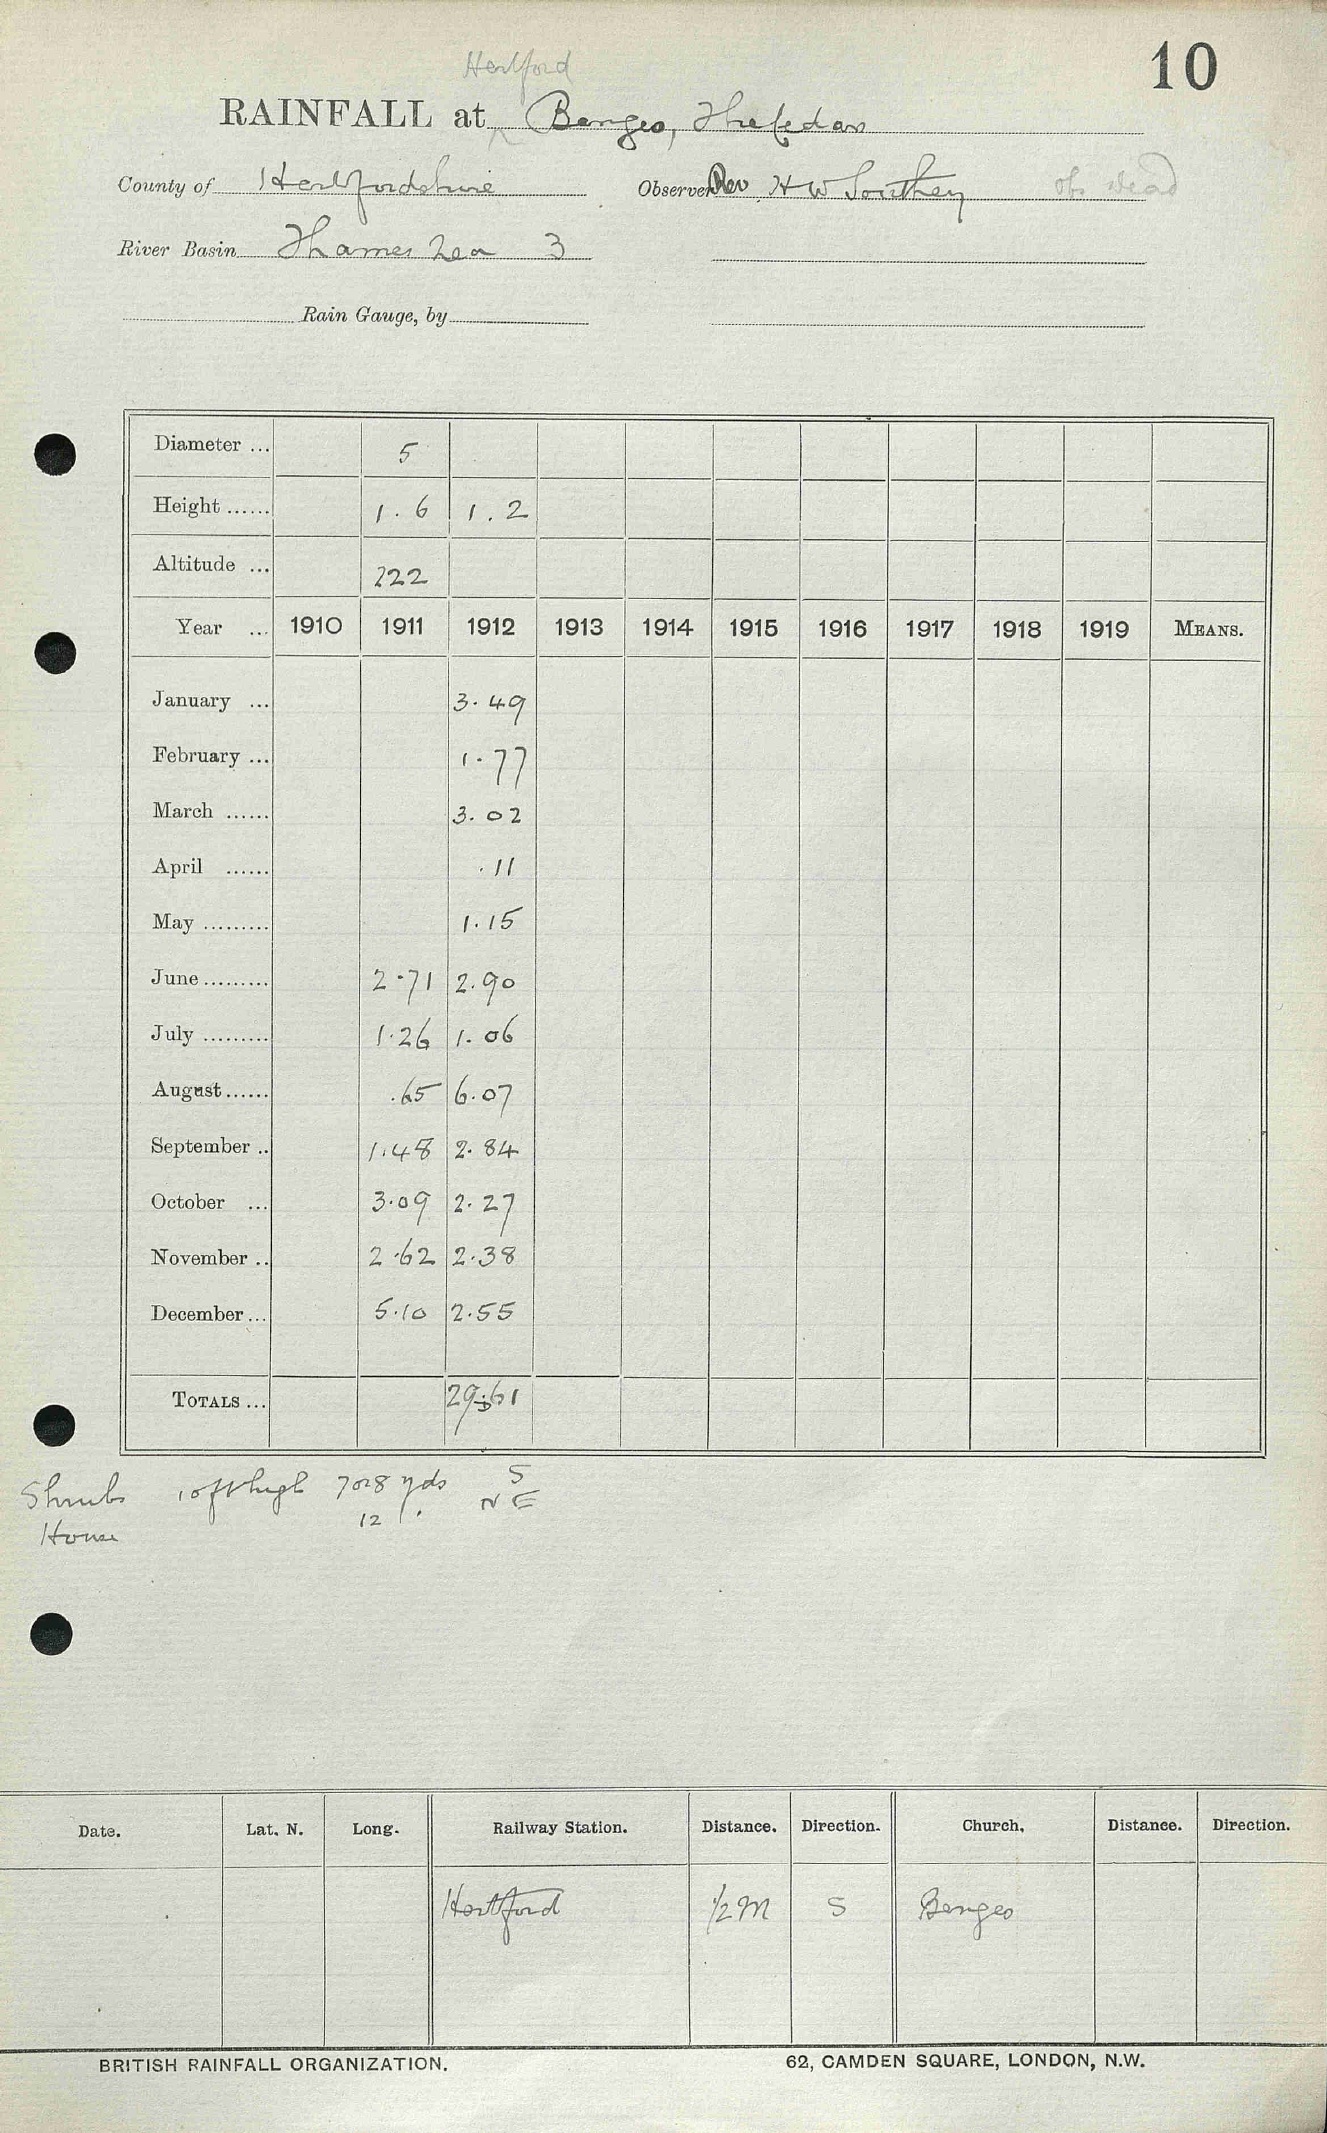 10
Hertford
RAINFALL at Bengeo,
County of Hertfordshire Observer Rev. H W Southey obs dead
River Basin Thames Lea 3
Rain Gauge, by
Diameter ... 5
Height ...... 1.6 1.2
Altitude ... 222
Year ... 1910 1911 1912 1913 1914 1915 1916 1917 1918 1919 MEANS.
January ... 3.49
February ... 1.77
March ...... 3.02
April ...... .11
May ......... 1.15
June ......... 2.71 2.90
July ......... 1.26 1.06
August ...... .65 6.07
September .. 1.48 2.84
October ... 3.09 2.27
November .. 2.62 2.38
December ... 5.10 2.55
TOTALS ... 29.61
Shrubs 10ft high 7 or 8 yds S
House 12 " NE
Date. Lat. N. Long. Railway Station. Distance. Direction. Church. Distance. Direction.
Hertford 1/2 M S Bengeo
BRITISH RAINFALL ORGANIZATION. 62, CAMDEN SQUARE, LONDON, N.W.